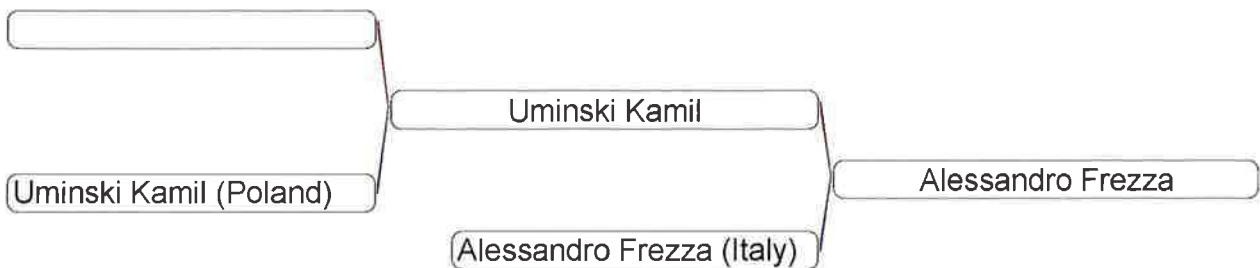 Uminski Kamil
Alessandro Frezza
Uminski Kamil (Poland)
Alessandro Frezza (Italy)